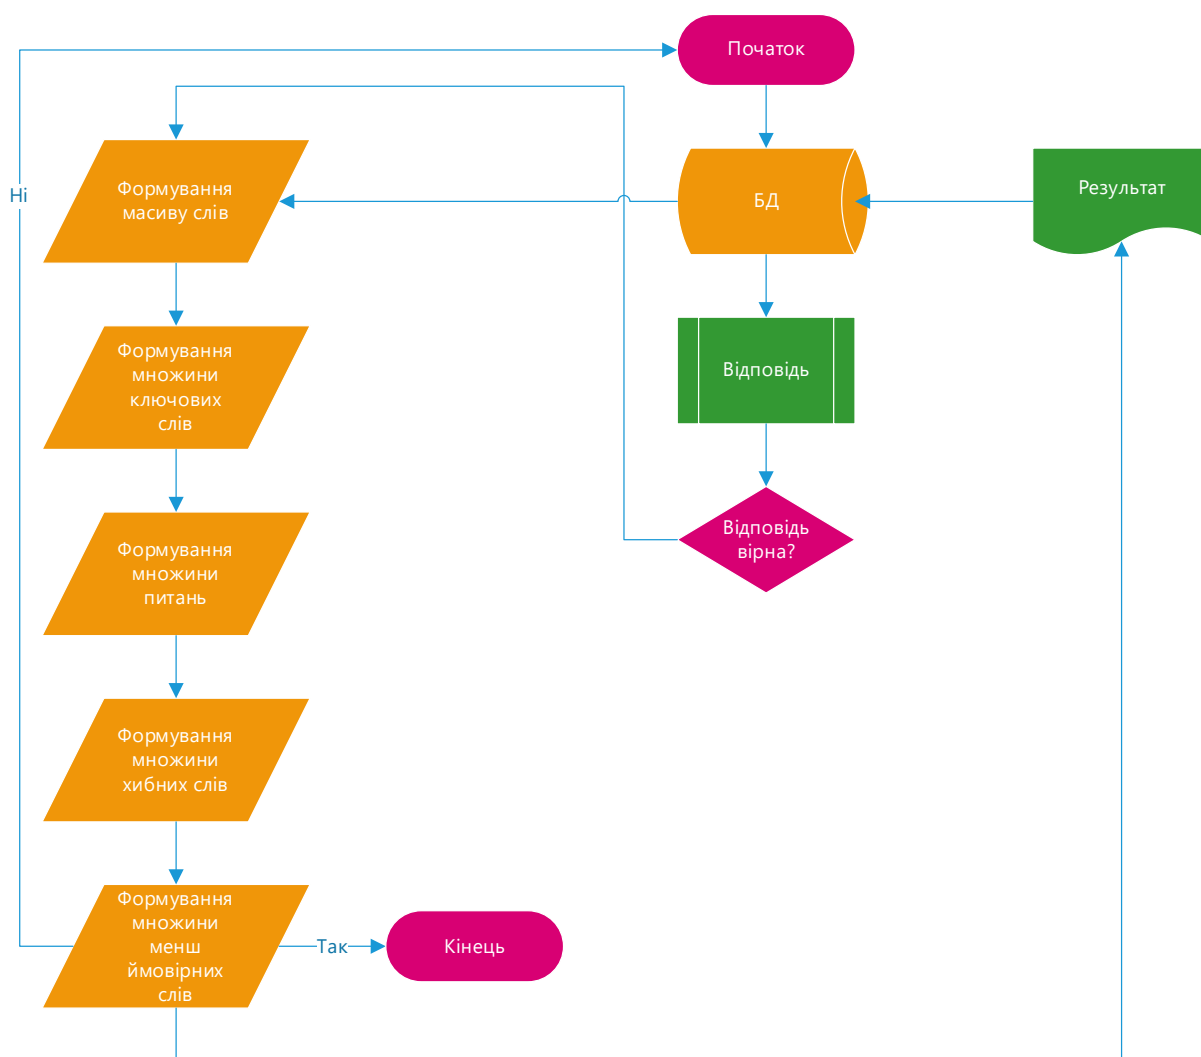 Початок
Ні
Формування
масиву слів
БД
Результат
Формування
множини
ключових
слів
Відповідь
Відповідь
вірна?
Формування
множини
питань
Формування
множини
хибних слів
Формування
множини
менш
ймовірних
слів
Так
Кінець